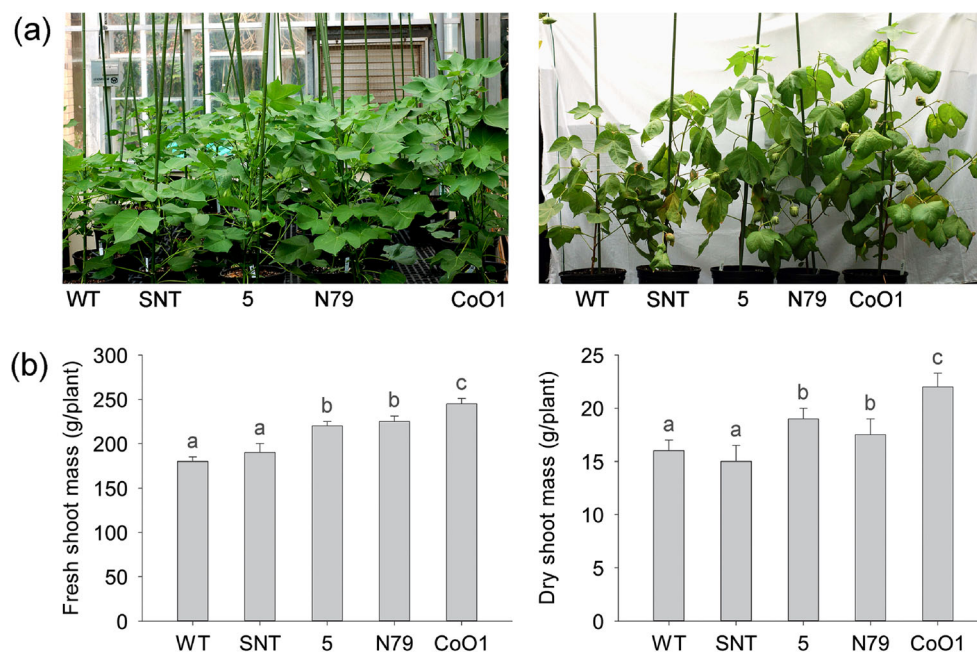 (a)
WT SNT 5 N79 CoO1
WT SNT 5 N79 CoO1
(b)
Fresh shoot mass (g/plant)
300
250
200
150
100
50
0
a a b b c
WT SNT 5 N79 CoO1
Dry shoot mass (g/plant)
25
20
15
10
5
0
a a b b c
WT SNT 5 N79 CoO1